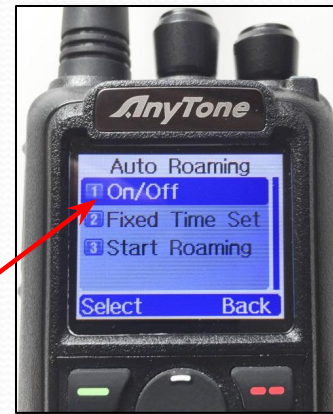 AnyTone
Auto Roaming
1 On/Off
2 Fixed Time Set
3 Start Roaming
Select Back